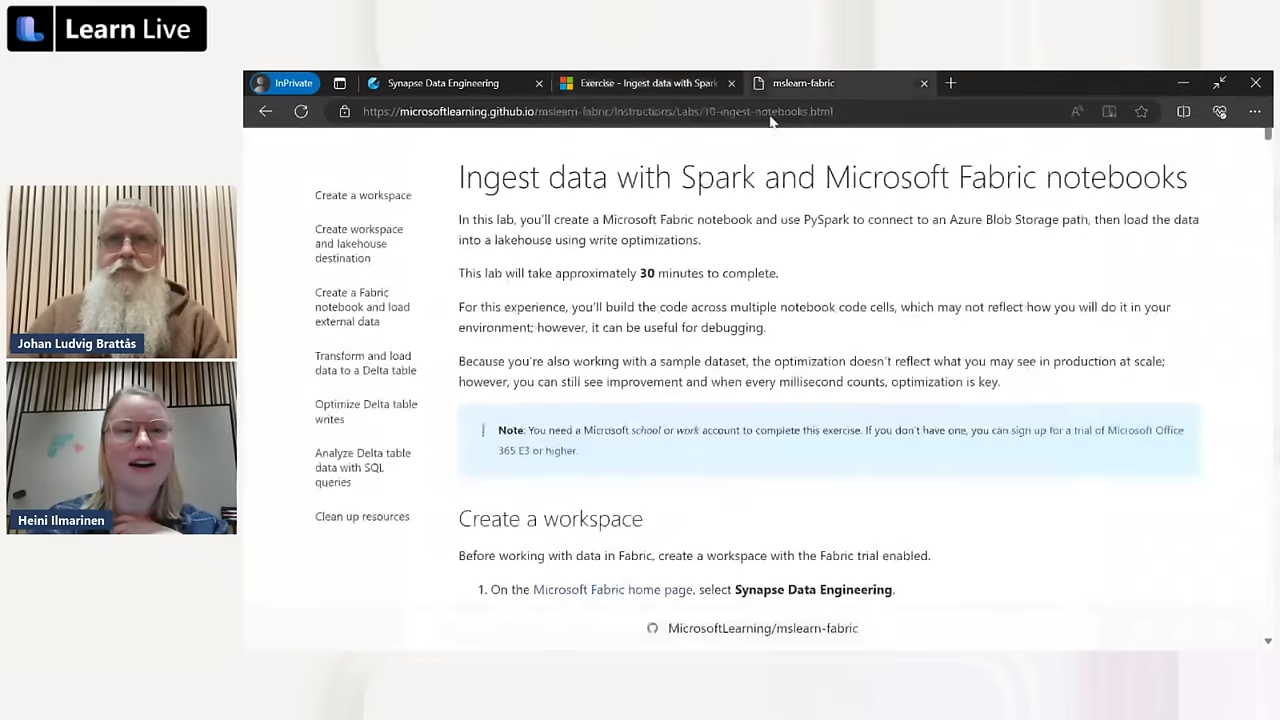 Learn Live
InPrivate
Synapse Data Engineering
Exercise - Ingest data with Spark
mslearn-fabric
https://microsoftlearning.github.io/mslearn-fabric/Instructions/Labs/10-ingest-notebooks.html
Create a workspace
Create workspace
and lakehouse
destination
Create a Fabric
notebook and load
external data
Transform and load
data to a Delta table
Optimize Delta table
writes
Analyze Delta table
data with SQL
queries
Clean up resources
Ingest data with Spark and Microsoft Fabric notebooks
In this lab, you'll create a Microsoft Fabric notebook and use PySpark to connect to an Azure Blob Storage path, then load the data
into a lakehouse using write optimizations.
This lab will take approximately 30 minutes to complete.
For this experience, you'll build the code across multiple notebook code cells, which may not reflect how you will do it in your
environment; however, it can be useful for debugging.
Because you're also working with a sample dataset, the optimization doesn't reflect what you may see in production at scale;
however, you can still see improvement and when every millisecond counts, optimization is key.
Note: You need a Microsoft school or work account to complete this exercise. If you don't have one, you can sign up for a trial of Microsoft Office
365 E3 or higher.
Create a workspace
Before working with data in Fabric, create a workspace with the Fabric trial enabled.
1. On the Microsoft Fabric home page, select Synapse Data Engineering.
MicrosoftLearning/mslearn-fabric
Johan Ludvig Brattås
Heini Ilmarinen